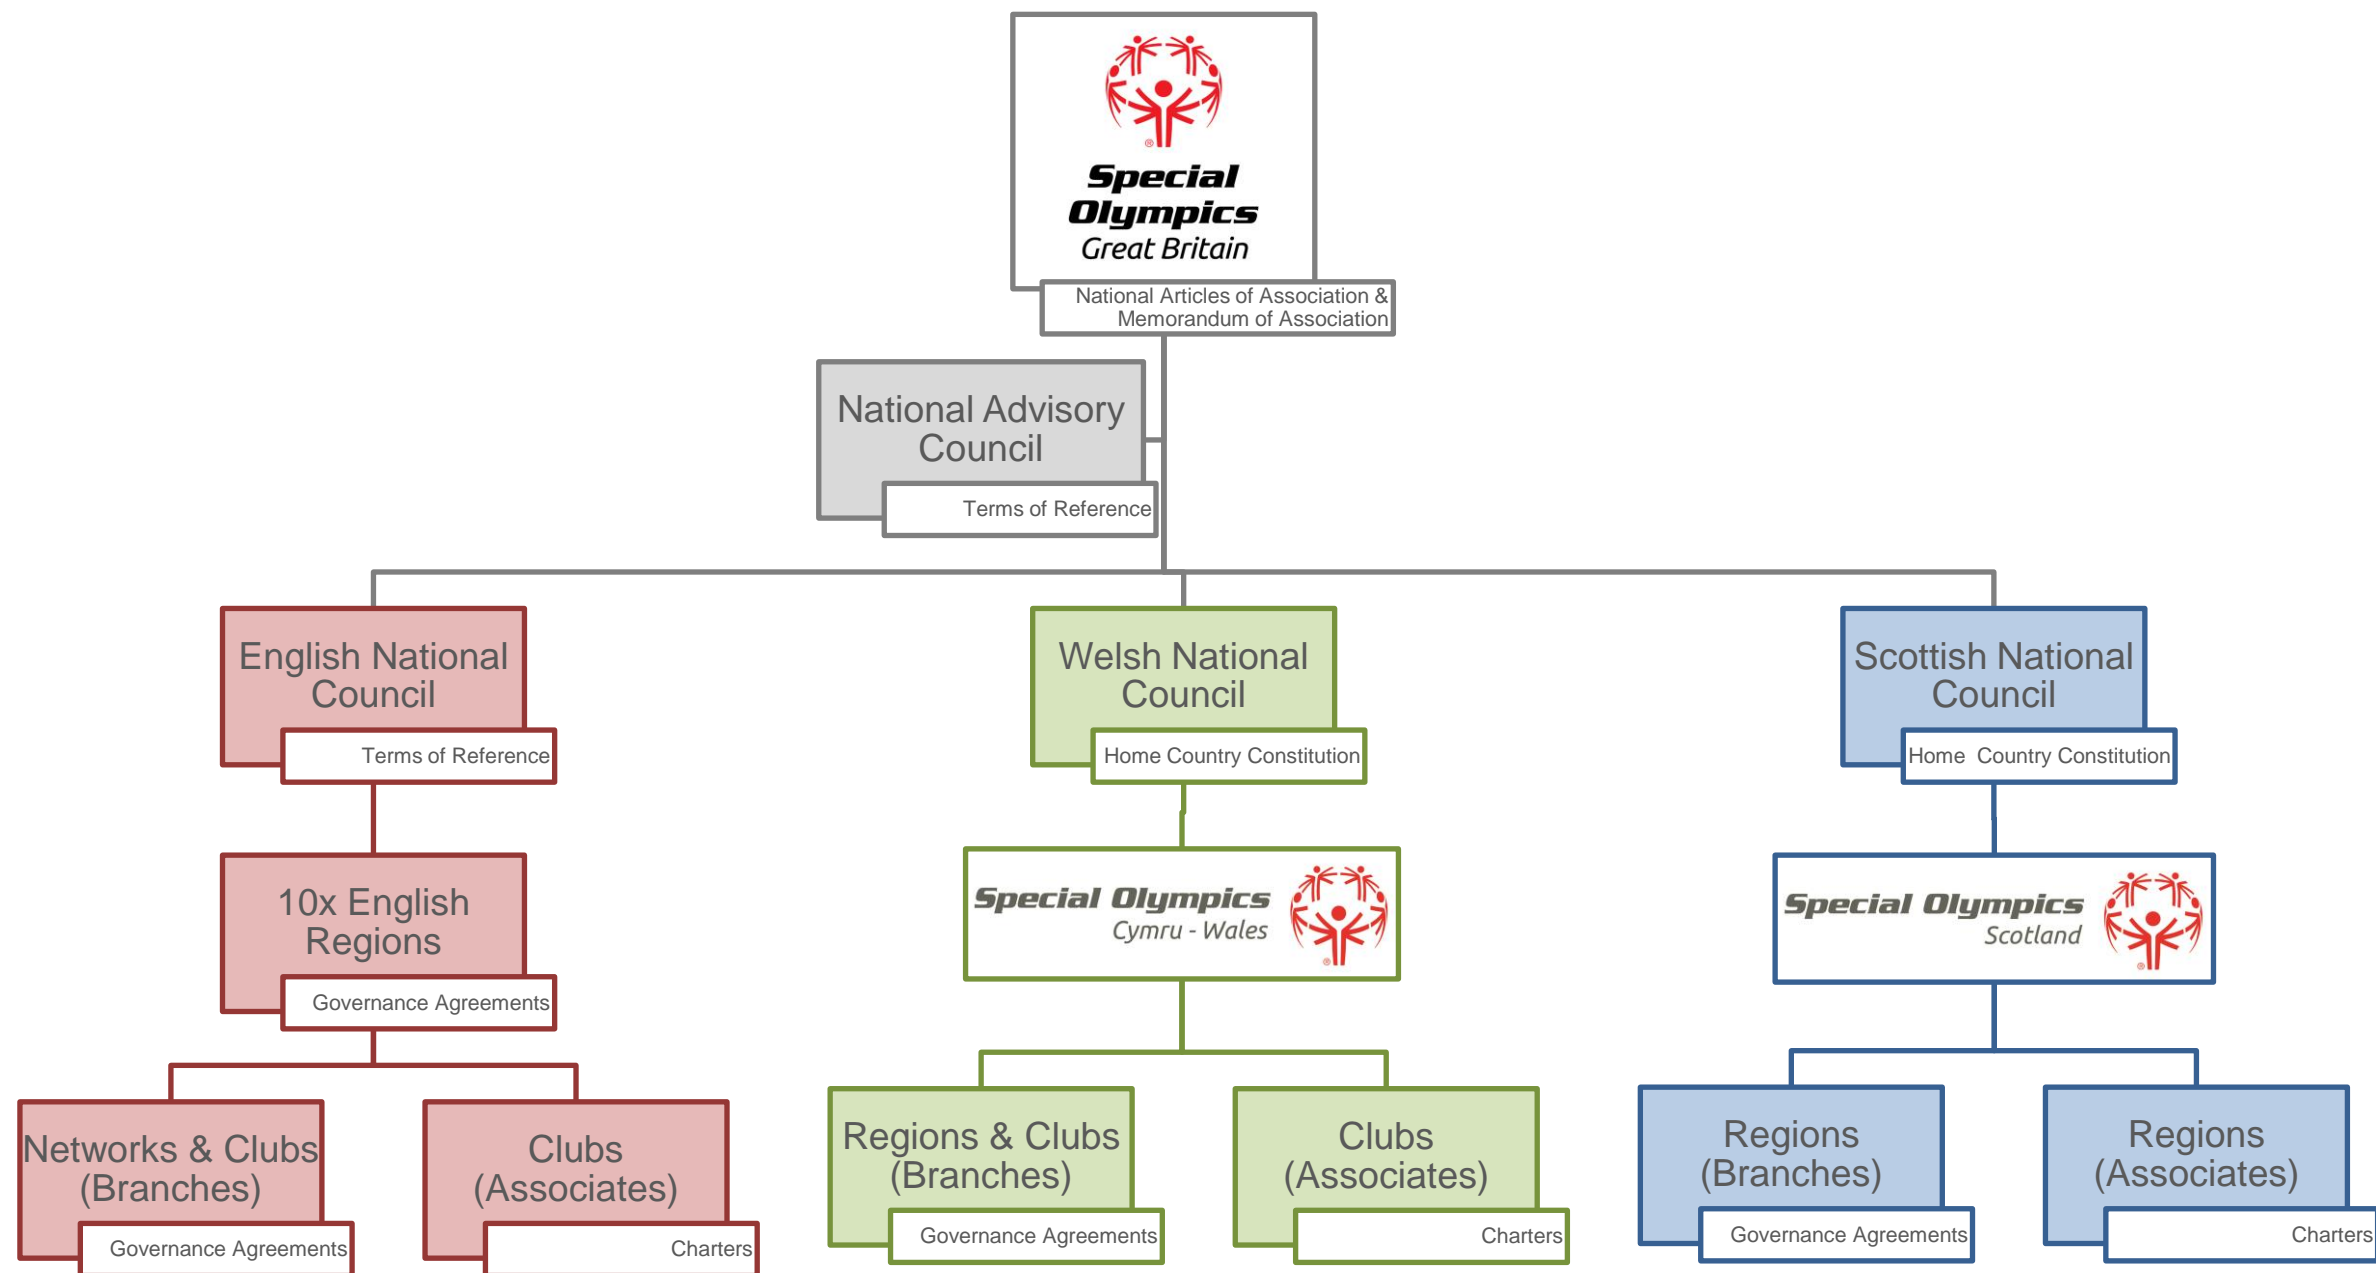 Special
Olympics
Great Britain
National Articles of Association &
Memorandum of Association
National Advisory
Council
Terms of Reference
English National
Council
Terms of Reference
Welsh National
Council
Home Country Constitution
Scottish National
Council
Home  Country Constitution
10x English
Regions
Governance Agreements
Special Olympics
Cymru - Wales
Special Olympics
Scotland
Networks & Clubs
(Branches)
Governance Agreements
Clubs
(Associates)
Charters
Regions & Clubs
(Branches)
Governance Agreements
Clubs
(Associates)
Charters
Regions
(Branches)
Governance Agreements
Regions
(Associates)
Charters